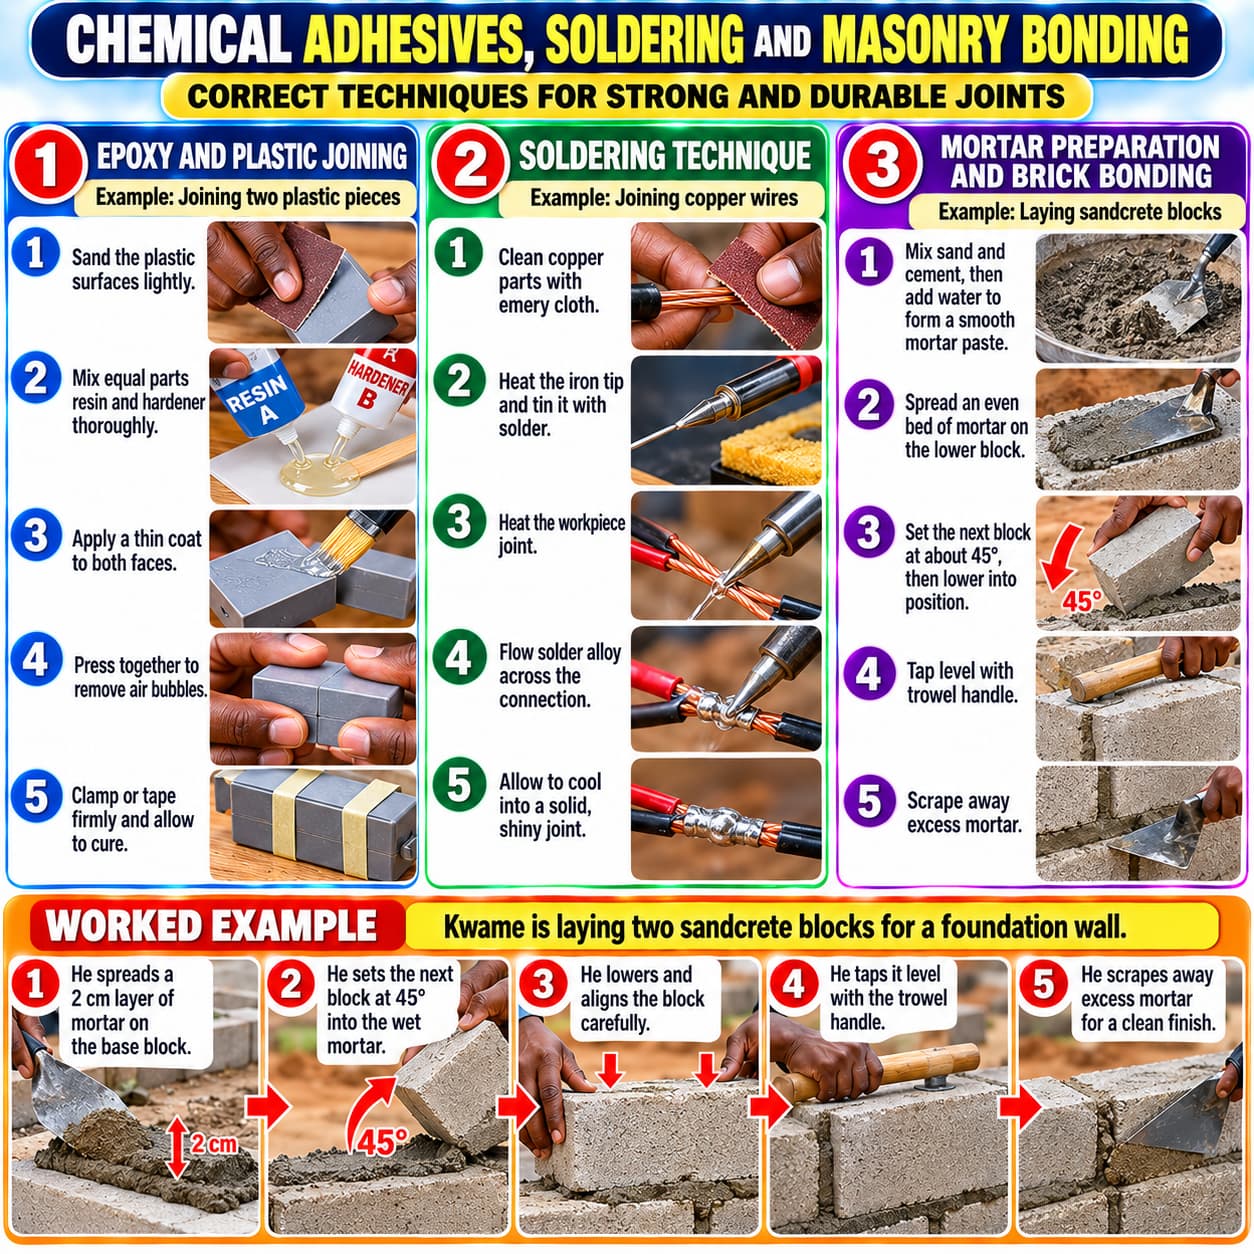 CHEMICAL ADHESIVES, SOLDERING AND MASONRY BONDING
CORRECT TECHNIQUES FOR STRONG AND DURABLE JOINTS
1
EPOXY AND PLASTIC JOINING
Example: Joining two plastic pieces
1
Sand the plastic
surfaces lightly.
2
Mix equal parts
resin and hardener
thoroughly.
RESIN
A
HARDENER
B
3
Apply a thin coat
to both faces.
4
Press together to
remove air bubbles.
5
Clamp or tape
firmly and allow
to cure.
2
SOLDERING TECHNIQUE
Example: Joining copper wires
1
Clean copper
parts with
emery cloth.
2
Heat the iron tip
and tin it with
solder.
3
Heat the workpiece
joint.
4
Flow solder alloy
across the
connection.
5
Allow to cool
into a solid,
shiny joint.
3
MORTAR PREPARATION
AND BRICK BONDING
Example: Laying sandcrete blocks
1
Mix sand and
cement, then
add water to
form a smooth
mortar paste.
2
Spread an even
bed of mortar on
the lower block.
3
Set the next block
at about 45°,
then lower into
position.
45°
4
Tap level with
trowel handle.
5
Scrape away
excess mortar.
WORKED EXAMPLE
Kwame is laying two sandcrete blocks for a foundation wall.
1
He spreads a
2 cm layer of
mortar on
the base block.
2 cm
2
He sets the next
block at 45°
into the wet
mortar.
45°
3
He lowers and
aligns the block
carefully.
4
He taps it level
with the trowel
handle.
5
He scrapes away
excess mortar
for a clean finish.